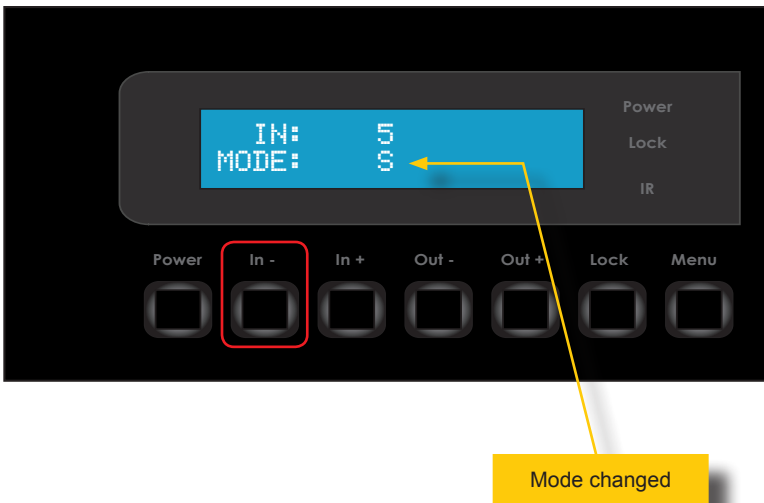 IN: 5
MODE: S
Power
Lock
IR
Power In - In + Out - Out + Lock Menu
Mode changed